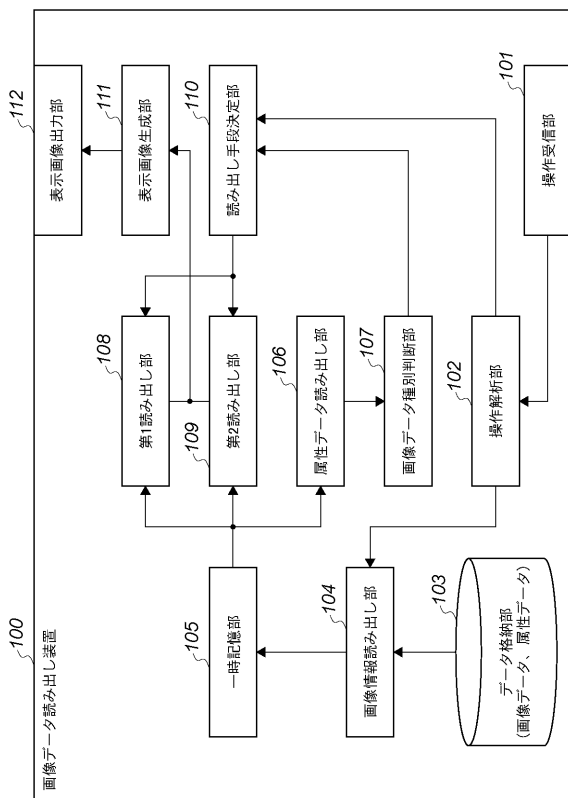 100
画像データ読み出し装置
105
一時記憶部
104
画像情報読み出し部
103
データ格納部
(画像データ、属性データ)
108
第1読み出し部
109
第2読み出し部
106
属性データ読み出し部
107
画像データ種別判断部
102
操作解析部
112
表示画像出力部
111
表示画像生成部
110
読み出し手段決定部
101
操作受信部